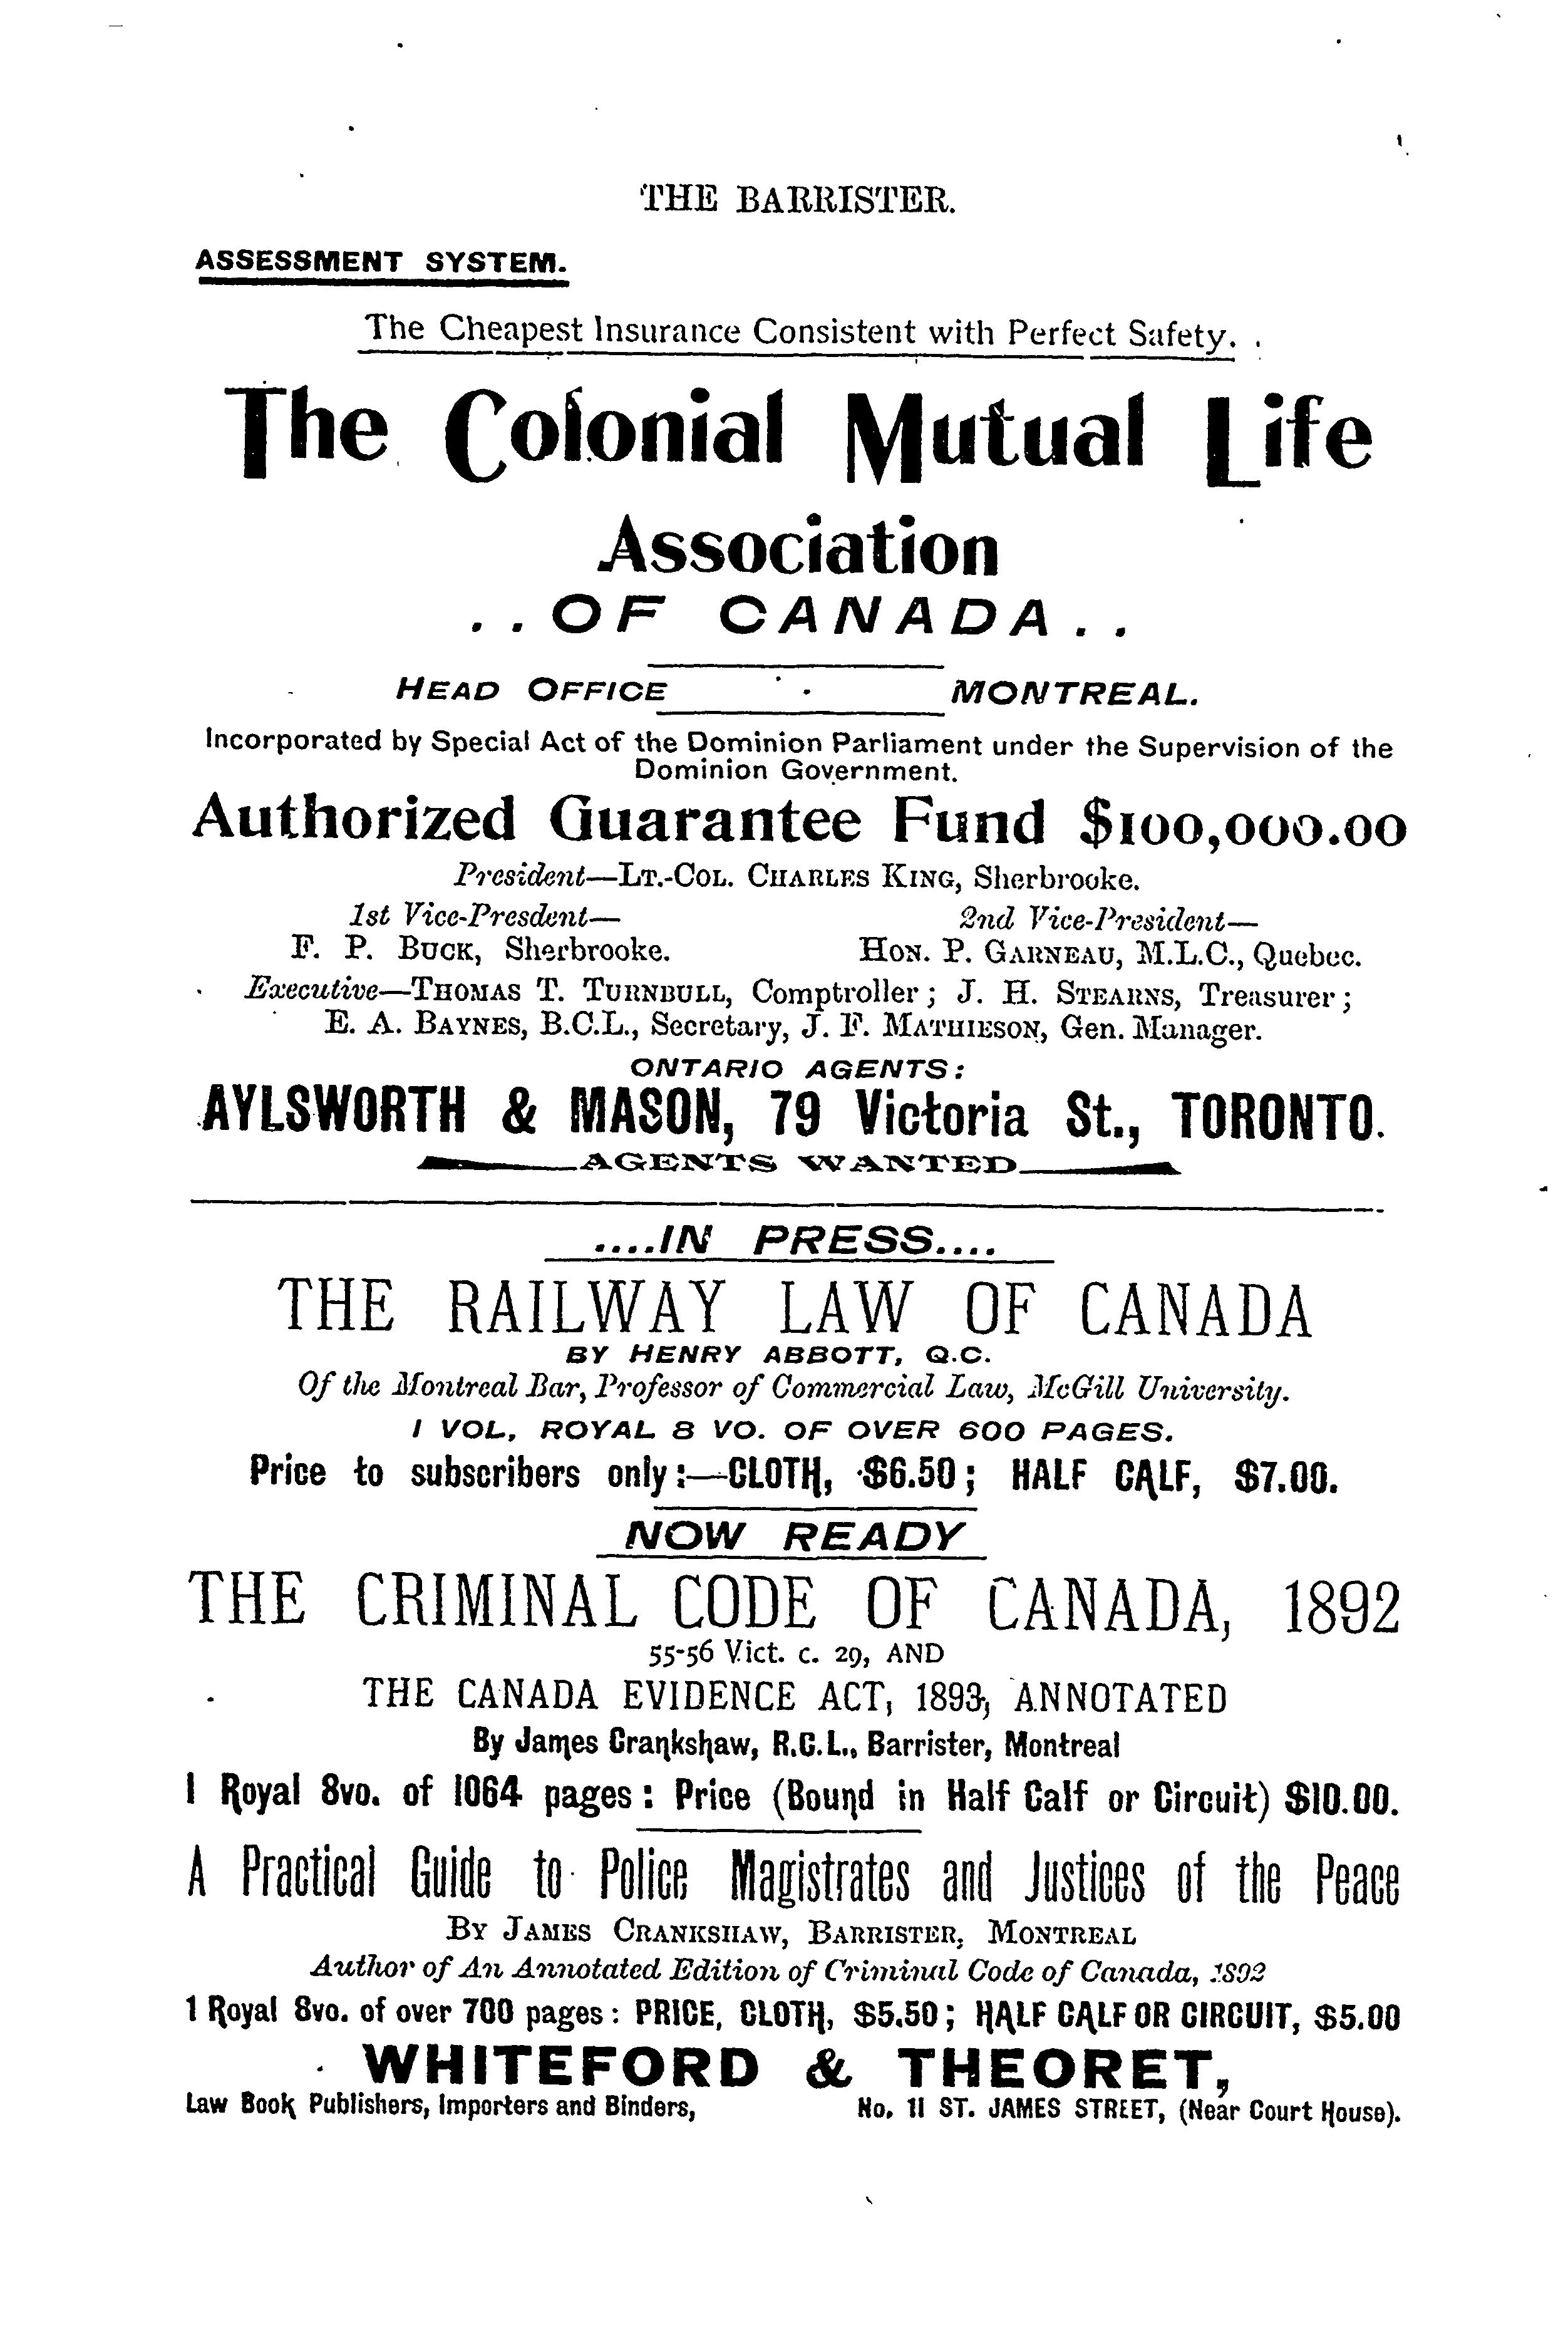 THE BARRISTER.
ASSESSMENT SYSTEM.
The Cheapest Insurance Consistent with Perfect Safety. .
The Colonial Mutual Life
Association
..OF CANADA..
HEAD OFFICE MONTREAL.
Incorporated by Special Act of the Dominion Parliament under the Supervision of the
Dominion Government.
Authorized Guarantee Fund $100,000.00
President—LT.-COL. CHARLES KING, Sherbrooke.
1st Vice-Presdent— 2nd Vice-President—
F. P. BUCK, Sherbrooke. HON. P. GARNEAU, M.L.C., Quebec.
Executive—THOMAS T. TURNBULL, Comptroller; J. H. STEARNS, Treasurer;
E. A. BAYNES, B.C.L., Secretary, J. F. MATHIESON, Gen. Manager.
ONTARIO AGENTS:
AYLSWORTH & MASON, 79 Victoria St., TORONTO.
AGENTS WANTED
....IN PRESS....
THE RAILWAY LAW OF CANADA
BY HENRY ABBOTT, Q.C.
Of the Montreal Bar, Professor of Commercial Law, McGill University.
1 VOL, ROYAL 8 VO. OF OVER 600 PAGES.
Price to subscribers only:—CLOTH, $6.50; HALF CALF, $7.00.
NOW READY
THE CRIMINAL CODE OF CANADA, 1892
55-56 Vict. c. 29, AND
THE CANADA EVIDENCE ACT, 1893, ANNOTATED
By James Crankshaw, R.C.L., Barrister, Montreal
1 Royal 8vo. of 1064 pages: Price (Bound in Half Calf or Circuit) $10.00.
A Practical Guide to Police Magistrates and Justices of the Peace
BY JAMES CRANKSHAW, BARRISTER, MONTREAL
Author of An Annotated Edition of Criminal Code of Canada, 1892
1 Royal 8vo. of over 700 pages: PRICE, CLOTH, $5.50; HALF CALF OR CIRCUIT, $5.00
WHITEFORD & THEORET,
Law Book Publishers, Importers and Binders, No. 11 ST. JAMES STREET, (Near Court House).